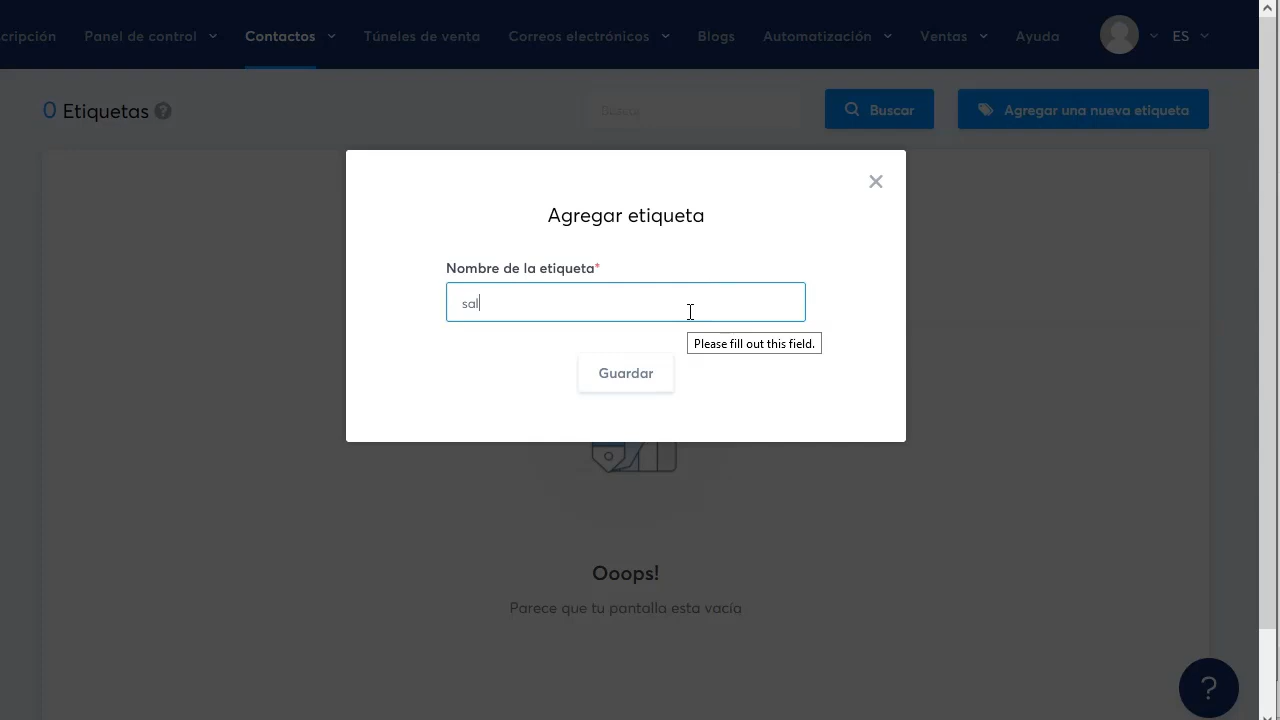 cripción Panel de control Contactos Túneles de venta Correos electrónicos Blogs Automatización Ventas Ayuda ES
0 Etiquetas ? Buscar Buscar Agregar una nueva etiqueta
Agregar etiqueta
Nombre de la etiqueta*
sal
Please fill out this field.
Guardar
Ooops!
Parece que tu pantalla esta vacía
?